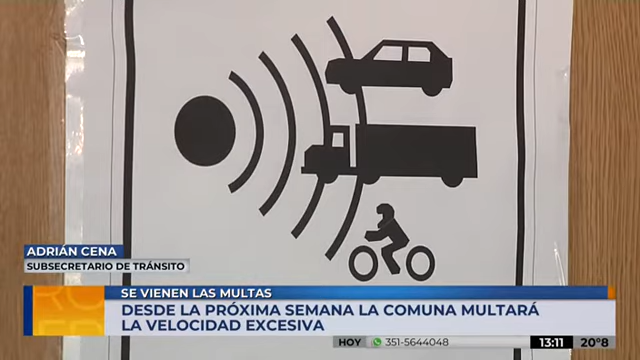 ADRIÁN CENA
SUBSECRETARIO DE TRÁNSITO
SE VIENEN LAS MULTAS
DESDE LA PRÓXIMA SEMANA LA COMUNA MULTARÁ
LA VELOCIDAD EXCESIVA
HOY 351-5644048 13:11 20°8